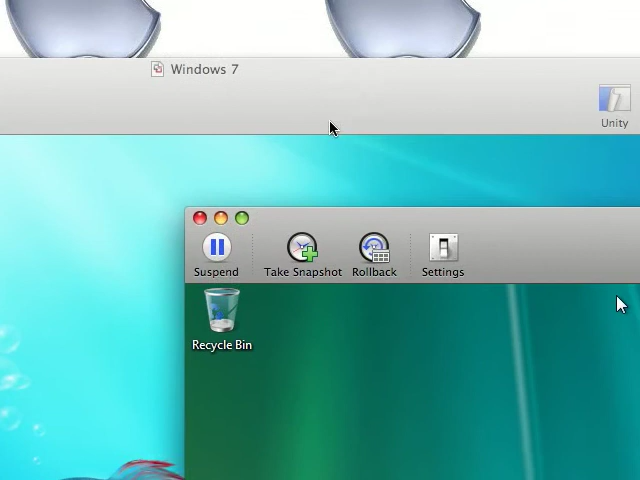 Windows 7
Unity
Suspend
Take Snapshot
Rollback
Settings
Recycle Bin